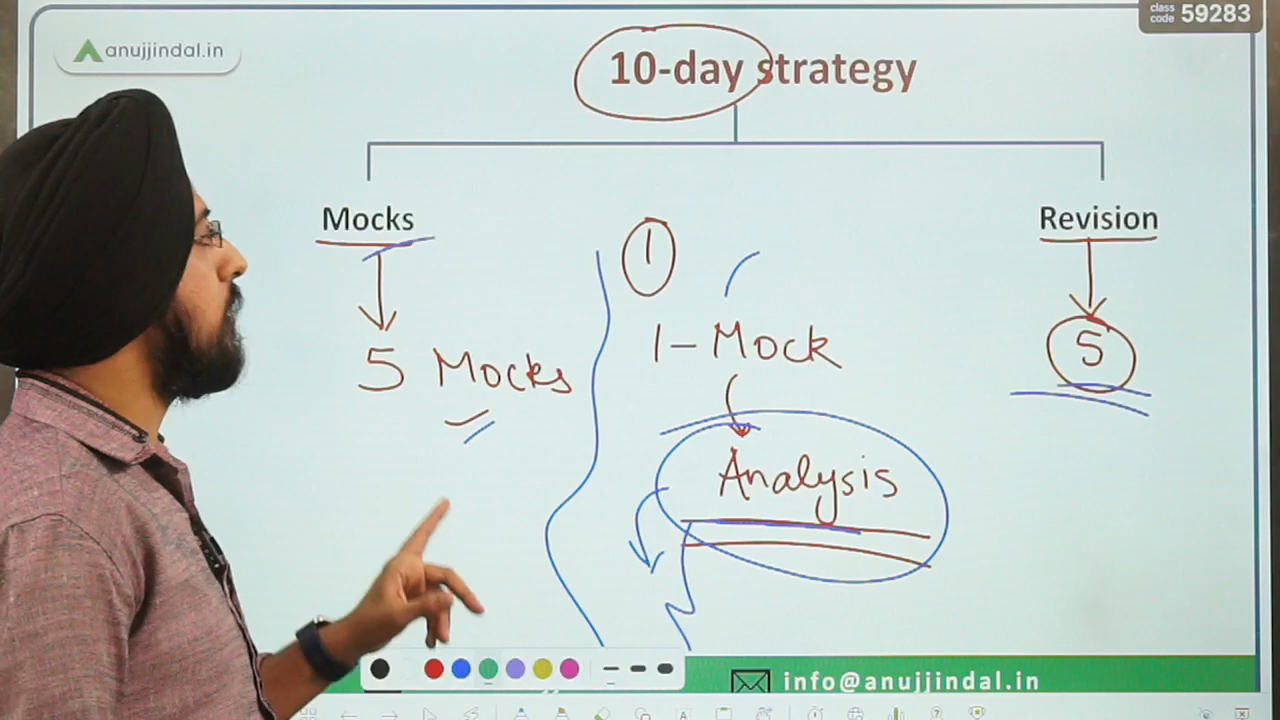 class code 59283
anujjindal.in
10-day strategy
Mocks
Revision
1
1-Mock
5 Mocks
5
Analysis
info@anujjindal.in